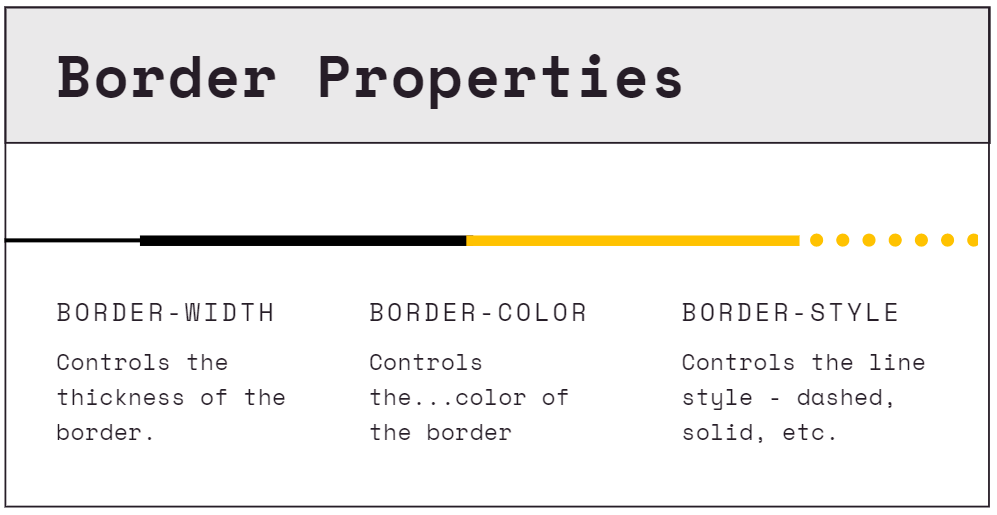 Border Properties
BORDER-WIDTH
Controls the
thickness of the
border.
BORDER-COLOR
Controls
the...color of
the border
BORDER-STYLE
Controls the line
style - dashed,
solid, etc.